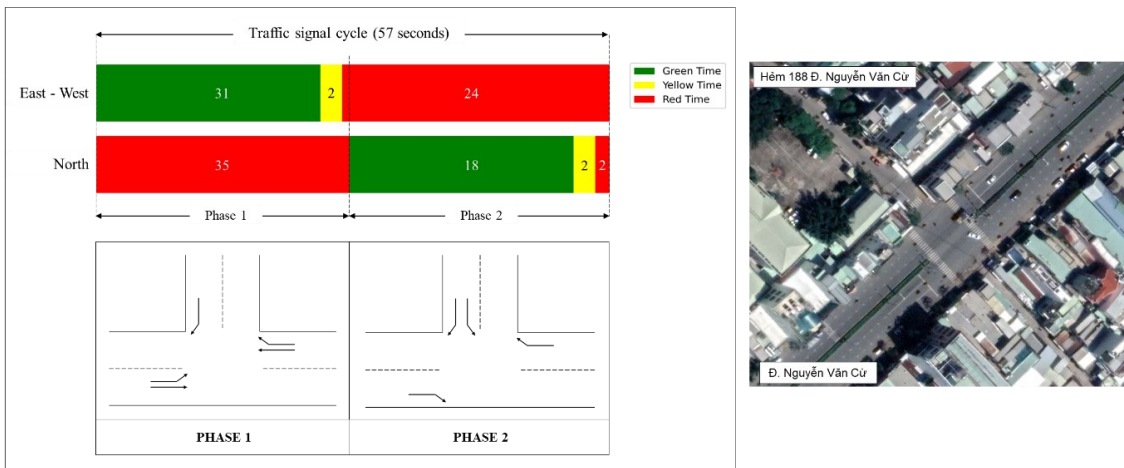 Traffic signal cycle (57 seconds)
East - West
31
2
24
Green Time
Yellow Time
Red Time
North
35
18
2
2
Phase 1
Phase 2
PHASE 1
PHASE 2
Hẻm 188 Đ. Nguyễn Văn Cừ
Đ. Nguyễn Văn Cừ